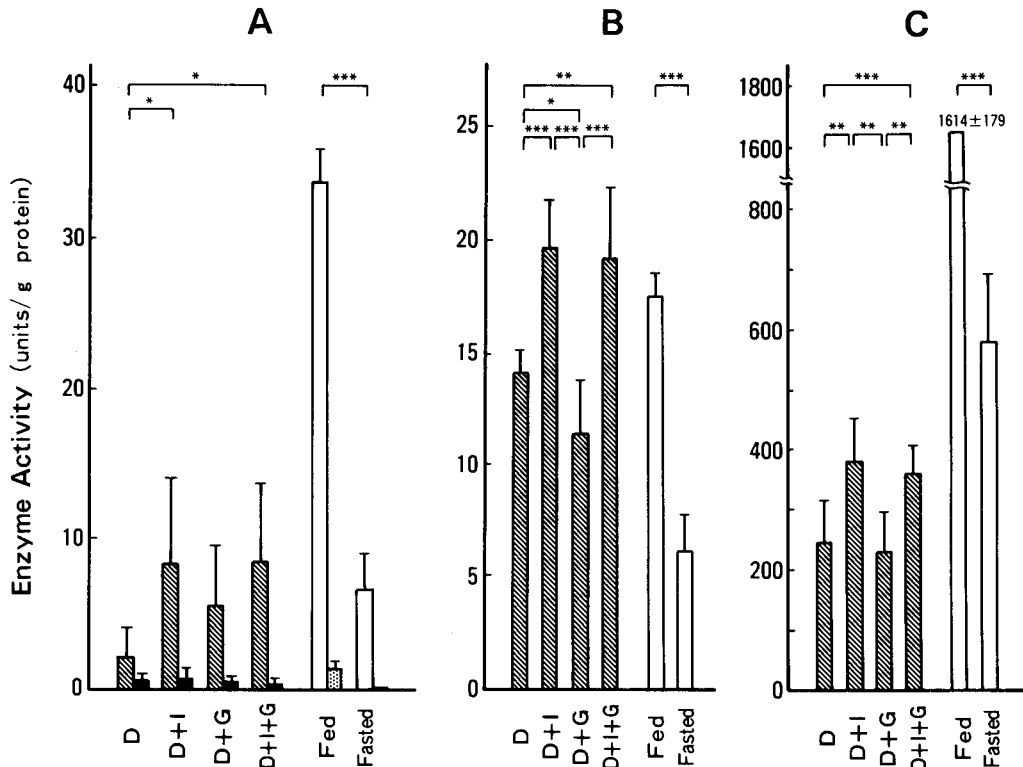 A
B
C
Enzyme Activity (units/g protein)
40
30
20
10
0
*
*
***
D
D+I
D+G
D+I+G
Fed
Fasted
25
20
15
10
5
0
**
***
*
*** *** ***
D
D+I
D+G
D+I+G
Fed
Fasted
1800
1600
800
600
400
200
0
***
***
1614±179
** ** **
D
D+I
D+G
D+I+G
Fed
Fasted